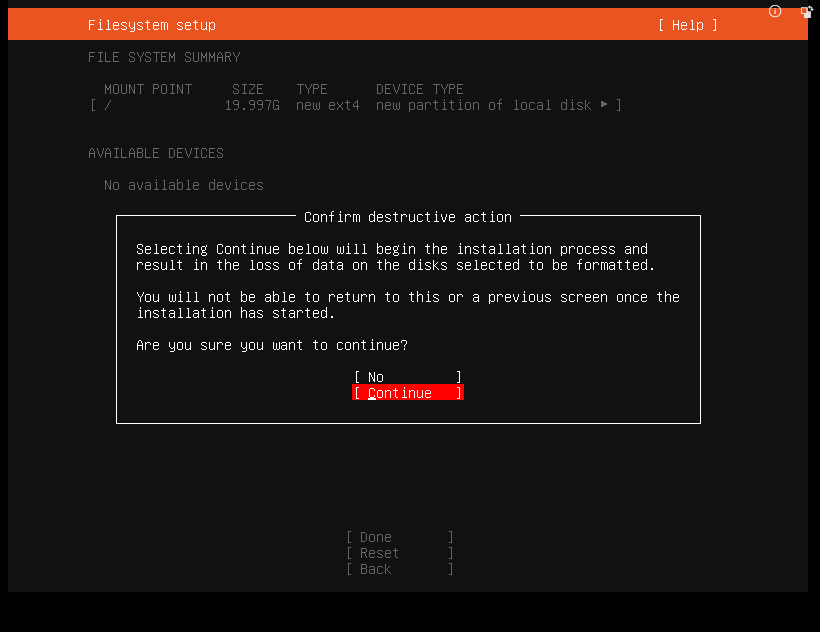 Filesystem setup [ Help ]
FILE SYSTEM SUMMARY
MOUNT POINT SIZE TYPE DEVICE TYPE
[ / 19.997G new ext4 new partition of local disk ▸ ]
AVAILABLE DEVICES
No available devices
Confirm destructive action
Selecting Continue below will begin the installation process and
result in the loss of data on the disks selected to be formatted.
You will not be able to return to this or a previous screen once the
installation has started.
Are you sure you want to continue?
[ No ]
[ Continue ]
[ Done ]
[ Reset ]
[ Back ]